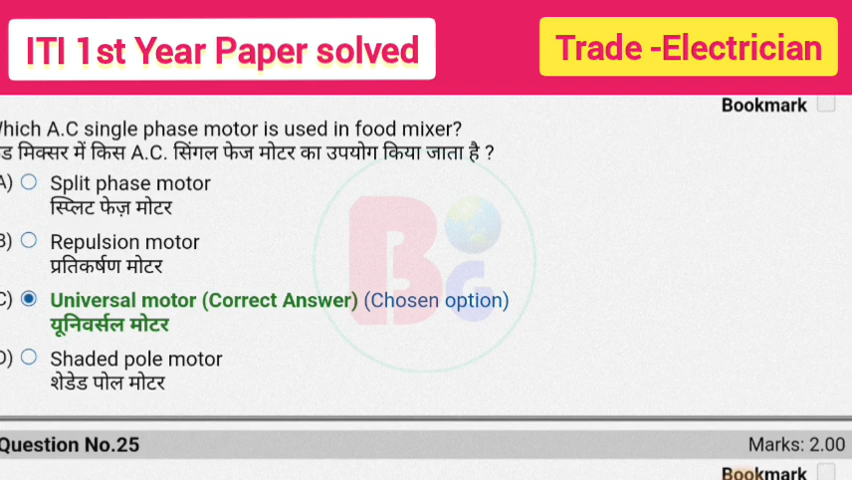 ITI 1st Year Paper solved
Trade -Electrician
Bookmark
hich A.C single phase motor is used in food mixer?
ड मिक्सर में किस A.C. सिंगल फेज मोटर का उपयोग किया जाता है ?
A) Split phase motor
स्प्लिट फेज़ मोटर
B) Repulsion motor
प्रतिकर्षण मोटर
C) Universal motor (Correct Answer) (Chosen option)
यूनिवर्सल मोटर
D) Shaded pole motor
शेडेड पोल मोटर
BG
Question No.25
Marks: 2.00
Bookmark